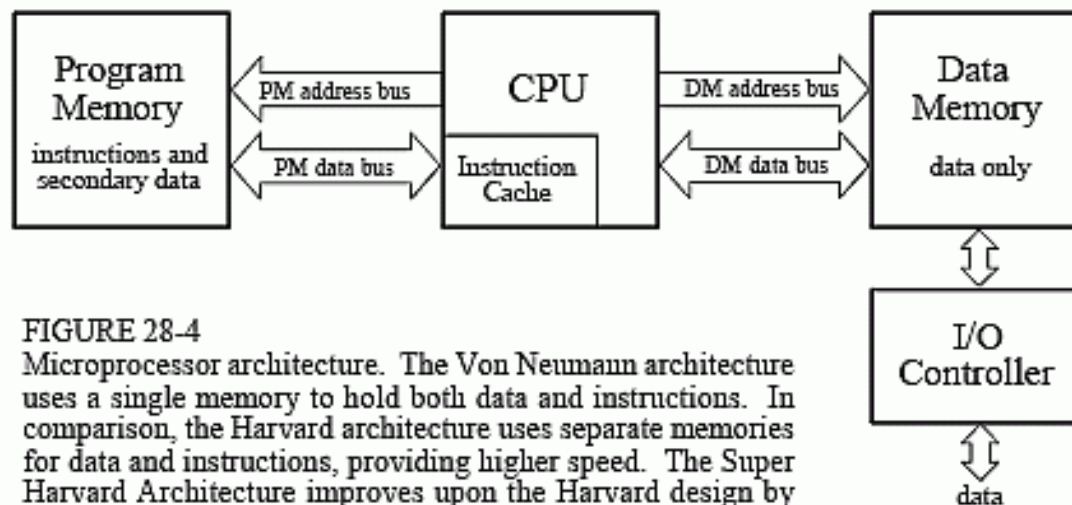 Program
Memory
instructions and
secondary data
PM address bus
PM data bus
CPU
Instruction
Cache
DM address bus
DM data bus
Data
Memory
data only
I/O
Controller
data
FIGURE 28-4
Microprocessor architecture. The Von Neumann architecture
uses a single memory to hold both data and instructions. In
comparison, the Harvard architecture uses separate memories
for data and instructions, providing higher speed. The Super
Harvard Architecture improves upon the Harvard design by